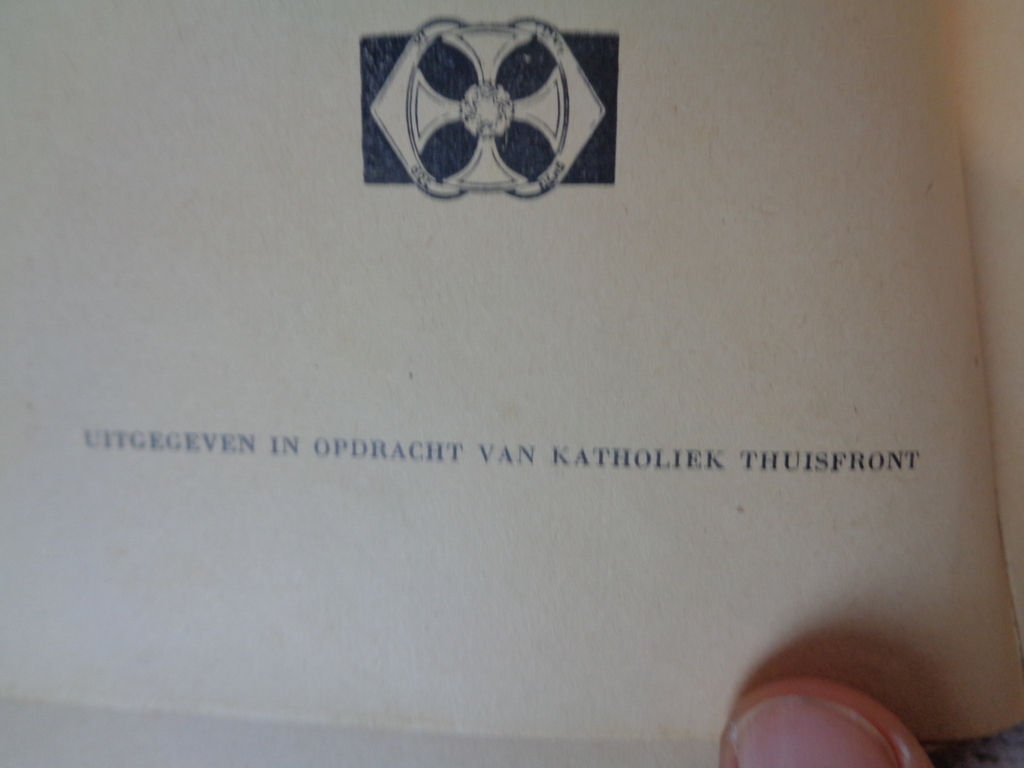 UITGEGEVEN IN OPDRACHT VAN KATHOLIEK THUISFRONT